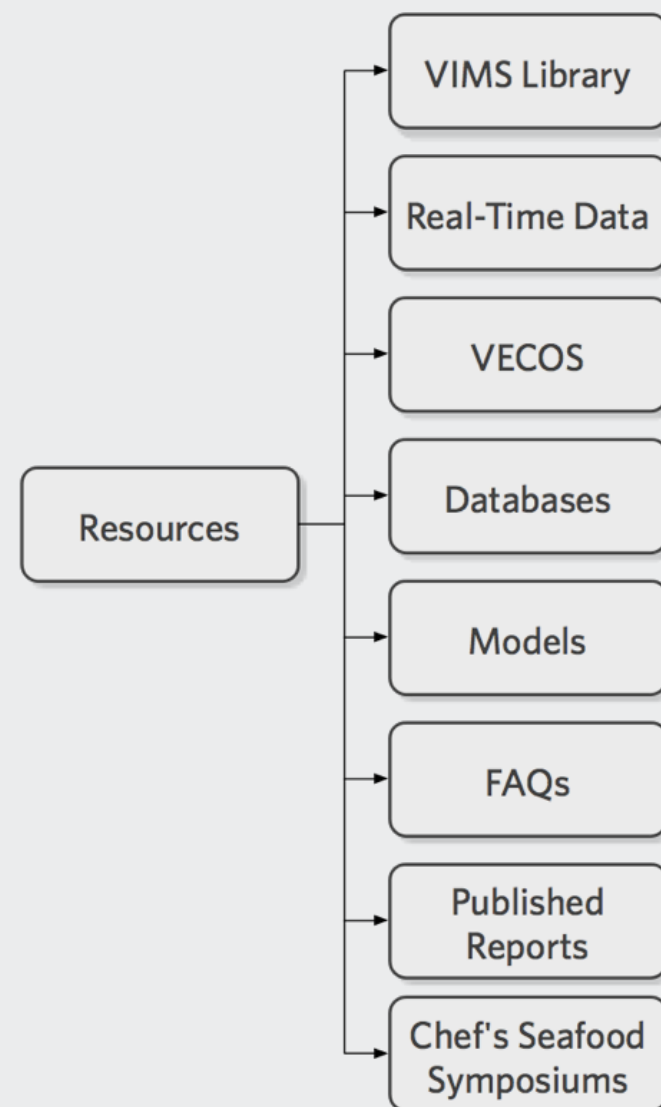 VIMS Library
Real-Time Data
VECOS
Databases
Resources
Models
FAQs
Published
Reports
Chef's Seafood
Symposiums